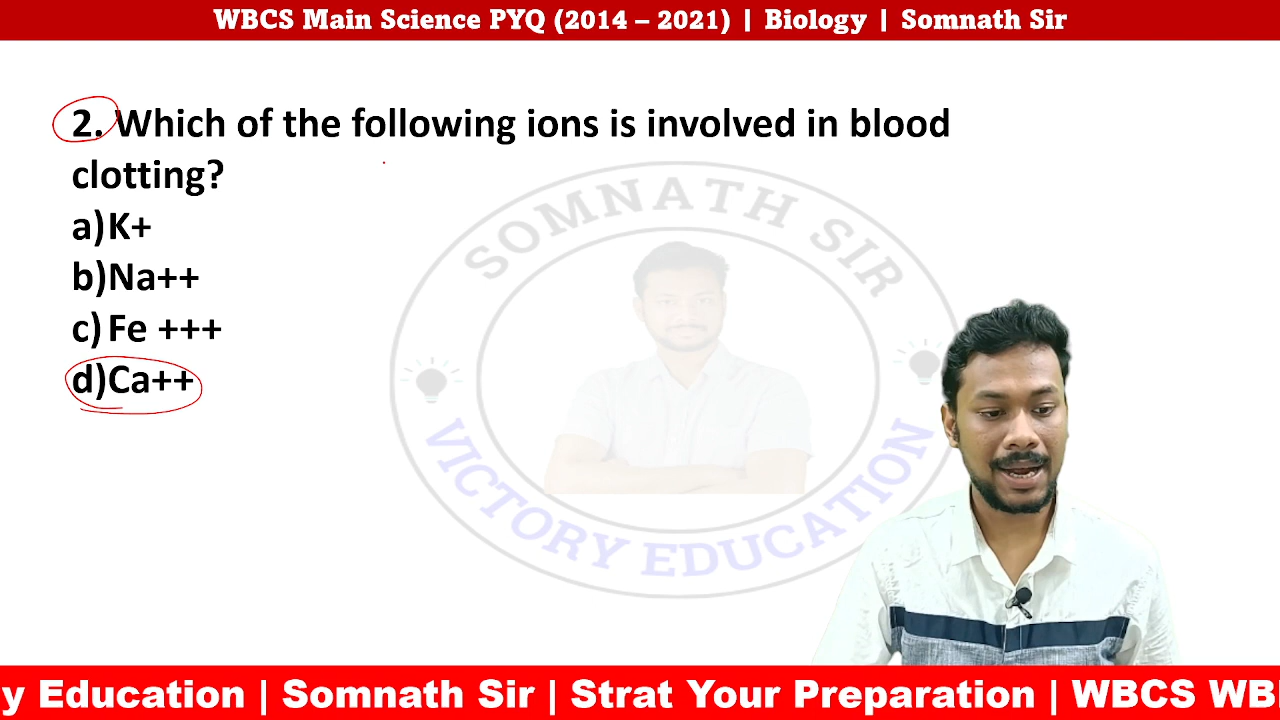 WBCS Main Science PYQ (2014 – 2021) | Biology | Somnath Sir
2. Which of the following ions is involved in blood
clotting?
a) K+
b) Na++
c) Fe +++
d) Ca++
SOMNATH SIR
VICTORY EDUCATION
y Education | Somnath Sir | Strat Your Preparation | WBCS WB